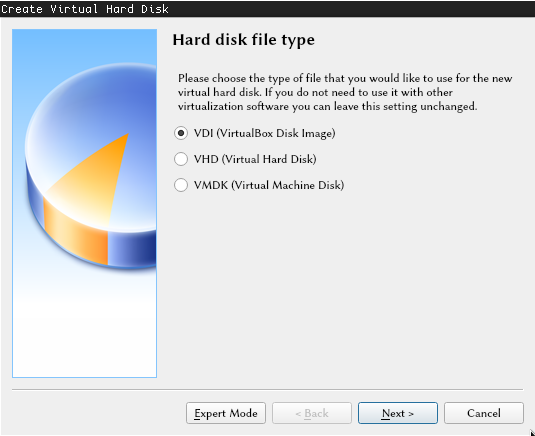 Create Virtual Hard Disk
Hard disk file type
Please choose the type of file that you would like to use for the new
virtual hard disk. If you do not need to use it with other
virtualization software you can leave this setting unchanged.
VDI (VirtualBox Disk Image)
VHD (Virtual Hard Disk)
VMDK (Virtual Machine Disk)
Expert Mode
< Back
Next >
Cancel